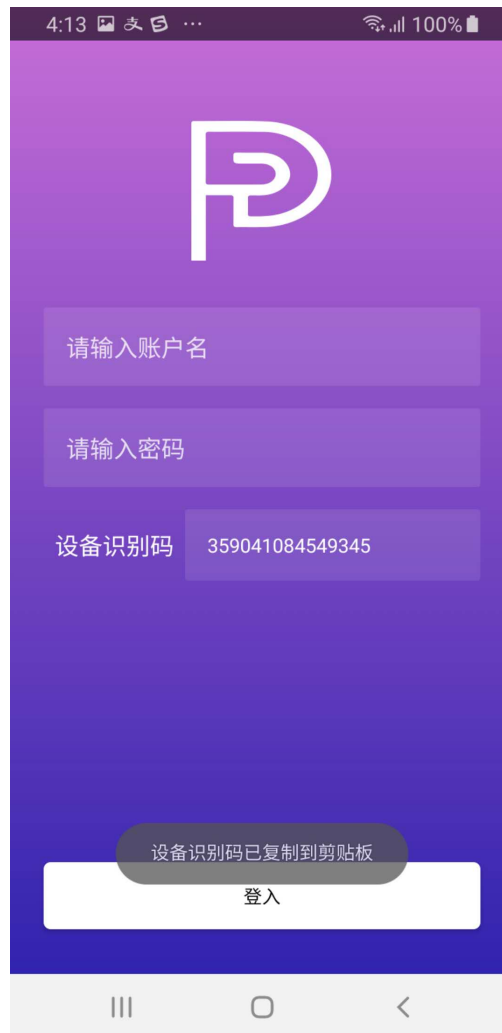 4:13 支 S ··· 100%
请输入账户名
请输入密码
设备识别码 359041084549345
设备识别码已复制到剪贴板
登入